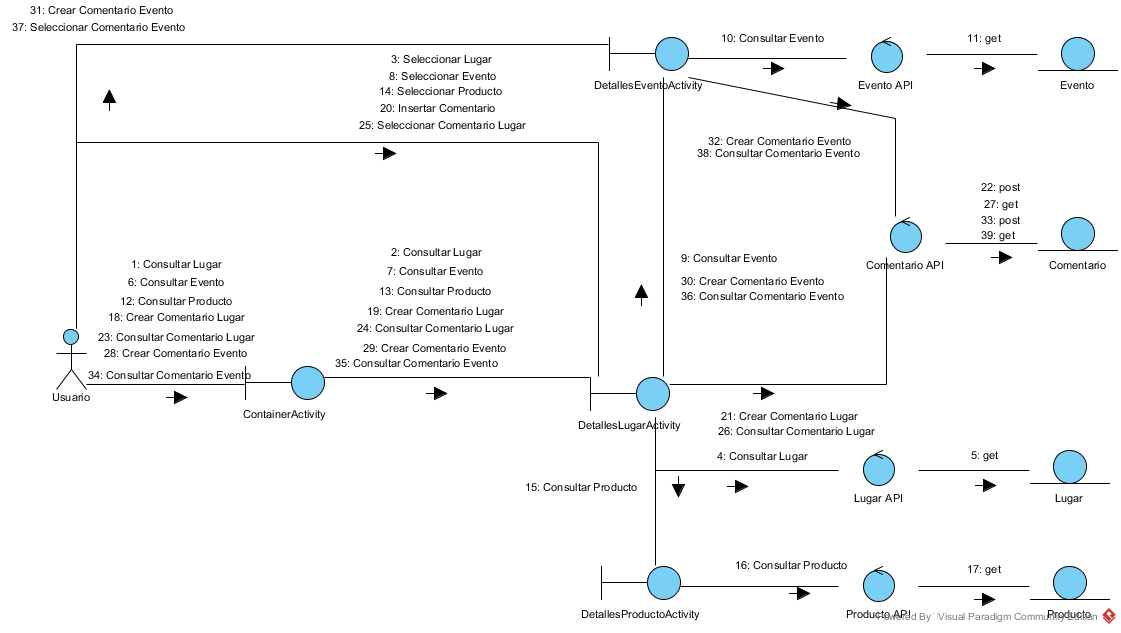 31: Crear Comentario Evento
37: Seleccionar Comentario Evento
3: Seleccionar Lugar
8: Seleccionar Evento
14: Seleccionar Producto
20: Insertar Comentario
25: Seleccionar Comentario Lugar
10: Consultar Evento
11: get
DetallesEventoActivity
Evento API
Evento
32: Crear Comentario Evento
38: Consultar Comentario Evento
22: post
27: get
33: post
39: get
Comentario API
Comentario
1: Consultar Lugar
6: Consultar Evento
12: Consultar Producto
18: Crear Comentario Lugar
23: Consultar Comentario Lugar
28: Crear Comentario Evento
34: Consultar Comentario Evento
Usuario
2: Consultar Lugar
7: Consultar Evento
13: Consultar Producto
19: Crear Comentario Lugar
24: Consultar Comentario Lugar
29: Crear Comentario Evento
35: Consultar Comentario Evento
ContainerActivity
9: Consultar Evento
30: Crear Comentario Evento
36: Consultar Comentario Evento
DetallesLugarActivity
21: Crear Comentario Lugar
26: Consultar Comentario Lugar
4: Consultar Lugar
5: get
Lugar API
Lugar
15: Consultar Producto
16: Consultar Producto
17: get
DetallesProductoActivity
Producto API
Producto
Powered By Visual Paradigm Community Edition